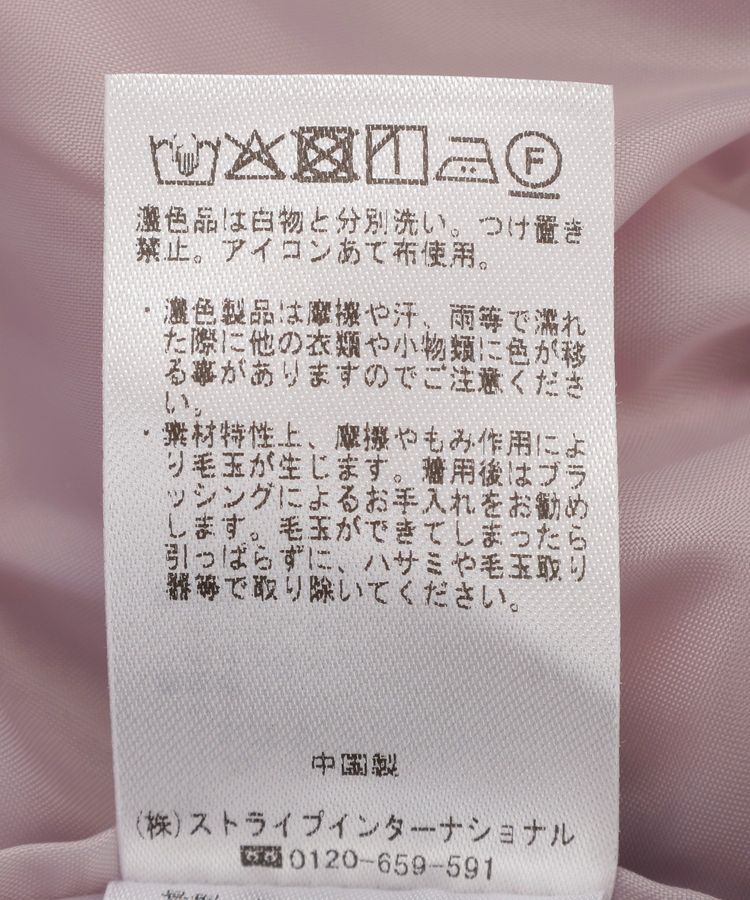 濃色品は白物と分別洗い。つけ置き
禁止。アイロンあて布使用。
・濃色製品は摩擦や汗、雨等で濡れ
た際に他の衣類や小物類に色が移
る事がありますのでご注意くださ
い。
・素材特性上、摩擦やもみ作用によ
り毛玉が生じます。着用後はブラ
ッシングによるお手入れをお勧め
します。毛玉ができてしまったら
引っぱらずに、ハサミや毛玉取り
器等で取り除いてください。
中国製
(株)ストライプインターナショナル
0120-659-591